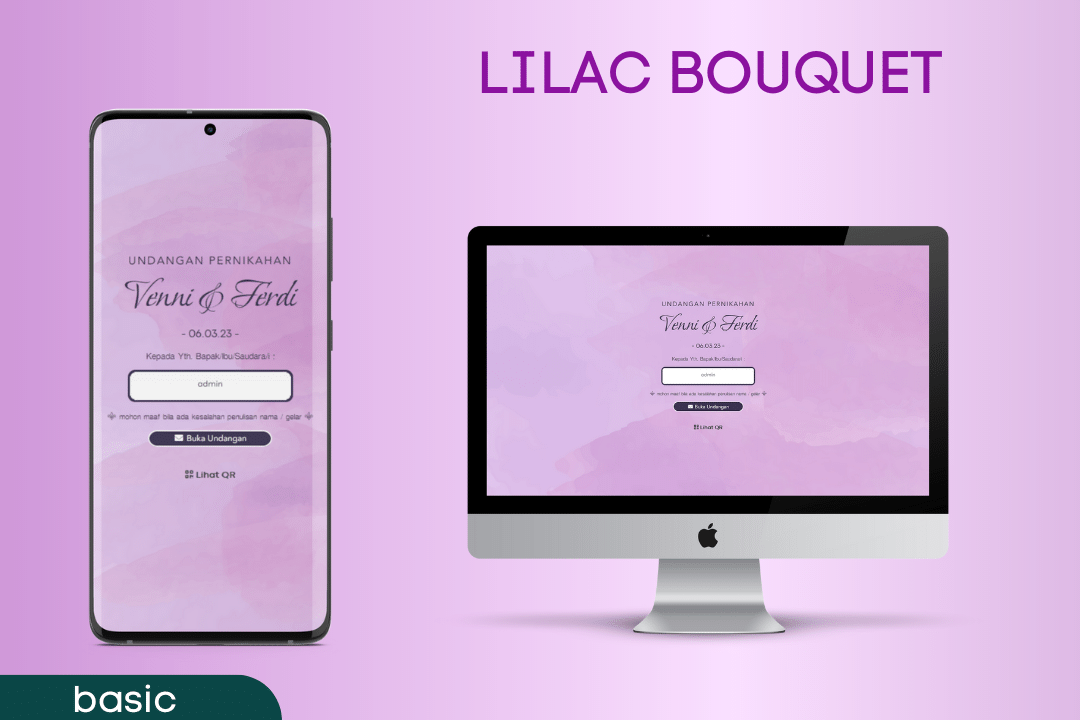 LILAC BOUQUET
UNDANGAN PERNIKAHAN
Venni & Ferdi
- 06.03.23 -
Kepada Yth. Bapak/Ibu/Saudara/i :
admin
mohon maaf bila ada kesalahan penulisan nama / gelar
Buka Undangan
Lihat QR
UNDANGAN PERNIKAHAN
Venni & Ferdi
- 06.03.23 -
Kepada Yth. Bapak/Ibu/Saudara/i
admin
mohon maaf bila ada kesalahan penulisan nama / gelar
Buka Undangan
Lihat QR
basic